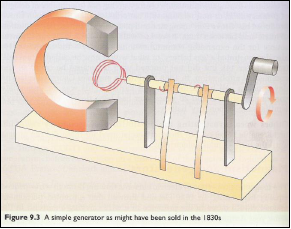 Figure 9.3 A simple generator as might have been sold in the 1830s